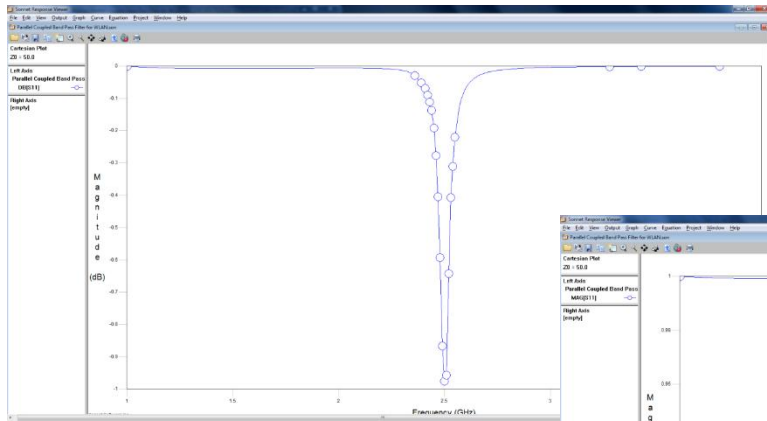 Sonnet Response Viewer
File Edit View Output Graph Curve Equation Project Window Help
Parallel Coupled Band Pass Filter for WLAN.son
Cartesian Plot
Z0 = 50.0
Left Axis
Parallel Coupled Band Pass
DB[S11]
Right Axis
[empty]
Magnitude
(dB)
0
-0.1
-0.2
-0.3
-0.4
-0.5
-0.6
-0.7
-0.8
-0.9
-1
1
1.5
2
2.5
3
Frequency (GHz)
Sonnet Response Viewer
File Edit View Output Graph Curve Equation Project Window Help
Parallel Coupled Band Pass Filter for WLAN.son
Cartesian Plot
Z0 = 50.0
Left Axis
Parallel Coupled Band Pass
MAG[S11]
Right Axis
[empty]
1
M
a
g